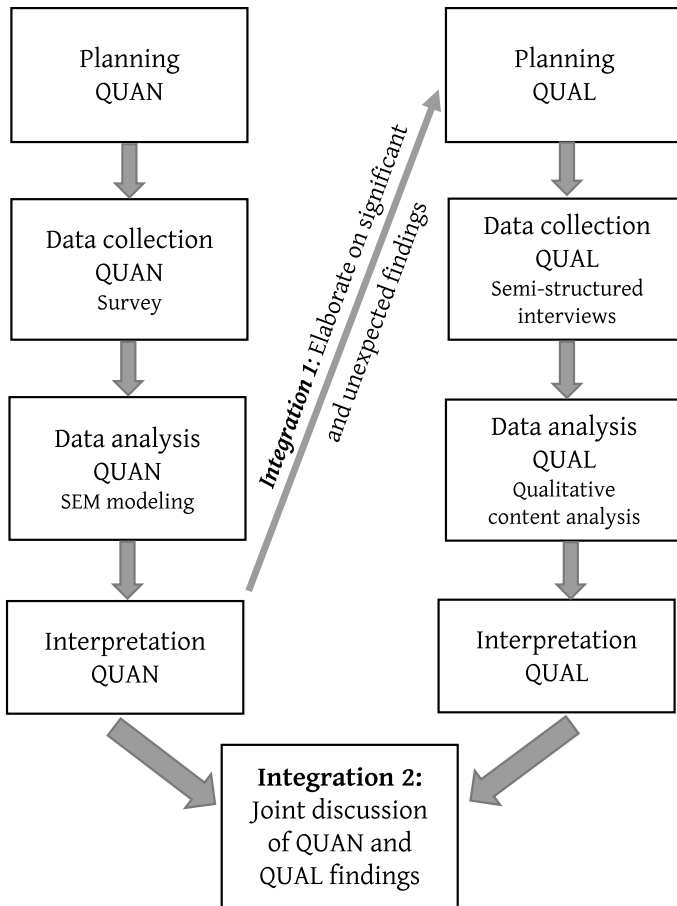 Planning
QUAN
Data collection
QUAN
Survey
Data analysis
QUAN
SEM modeling
Interpretation
QUAN
Integration 1: Elaborate on significant
and unexpected findings
Planning
QUAL
Data collection
QUAL
Semi-structured
interviews
Data analysis
QUAL
Qualitative
content analysis
Interpretation
QUAL
Integration 2:
Joint discussion
of QUAN and
QUAL findings